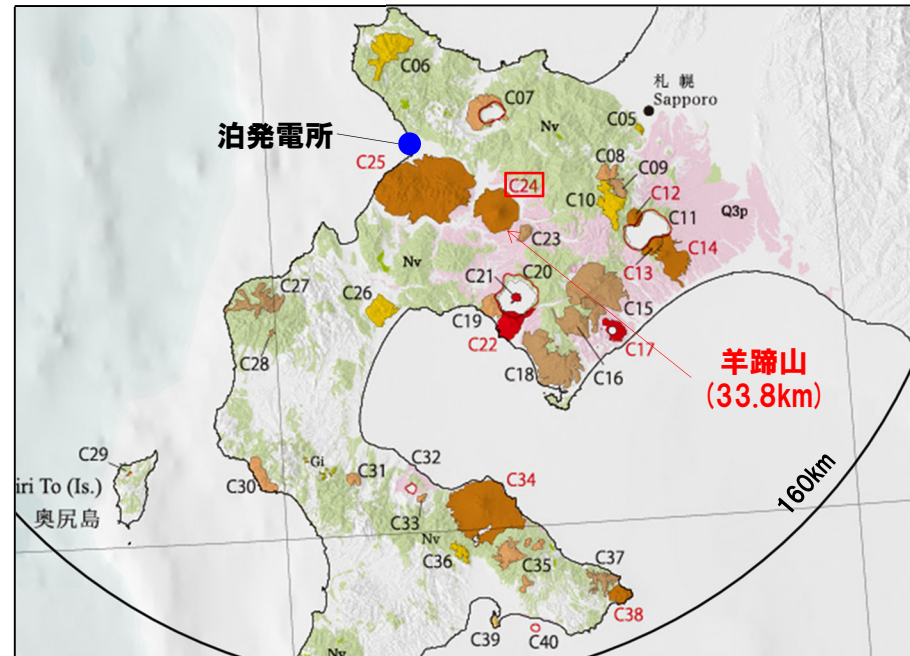 C06
C07
札幌
Sapporo
C05
Nv
泊発電所
C25
C24
C08
C09
C10
C12
C11
Q3p
C23
C13
C14
Nv
C21
C20
C27
C26
C15
C19
C22
C17
C28
C18
C16
羊蹄山
(33.8km)
C29
iri To (Is.)
奥尻島
C30
Gi
C31
C32
C34
160km
C33
Nv
C36
C35
C37
C38
C39
C40
Nv